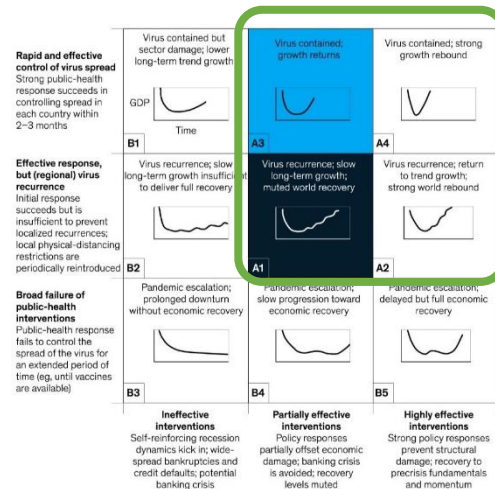 Rapid and effective
control of virus spread
Strong public-health
response succeeds in
controlling spread in
each country within
2–3 months
Virus contained but
sector damage; lower
long-term trend growth
GDP
Time
B1
Virus contained;
growth returns
A3
Virus contained; strong
growth rebound
A4
Effective response,
but (regional) virus
recurrence
Initial response
succeeds but is
insufficient to prevent
localized recurrences;
local physical-distancing
restrictions are
periodically reintroduced
Virus recurrence; slow
long-term growth insufficient
to deliver full recovery
B2
Virus recurrence; slow
long-term growth;
muted world recovery
A1
Virus recurrence; return
to trend growth;
strong world rebound
A2
Broad failure of
public-health
interventions
Public-health response
fails to control the
spread of the virus for
an extended period of
time (eg, until vaccines
are available)
Pandemic escalation;
prolonged downturn
without economic recovery
B3
Pandemic escalation;
slow progression toward
economic recovery
B4
Pandemic escalation;
delayed but full economic
recovery
B5
Ineffective
interventions
Self-reinforcing recession
dynamics kick in; wide-
spread bankruptcies and
credit defaults; potential
banking crisis
Partially effective
interventions
Policy responses
partially offset economic
damage; banking crisis
is avoided; recovery
levels muted
Highly effective
interventions
Strong policy responses
prevent structural
damage; recovery to
precrisis fundamentals
and momentum